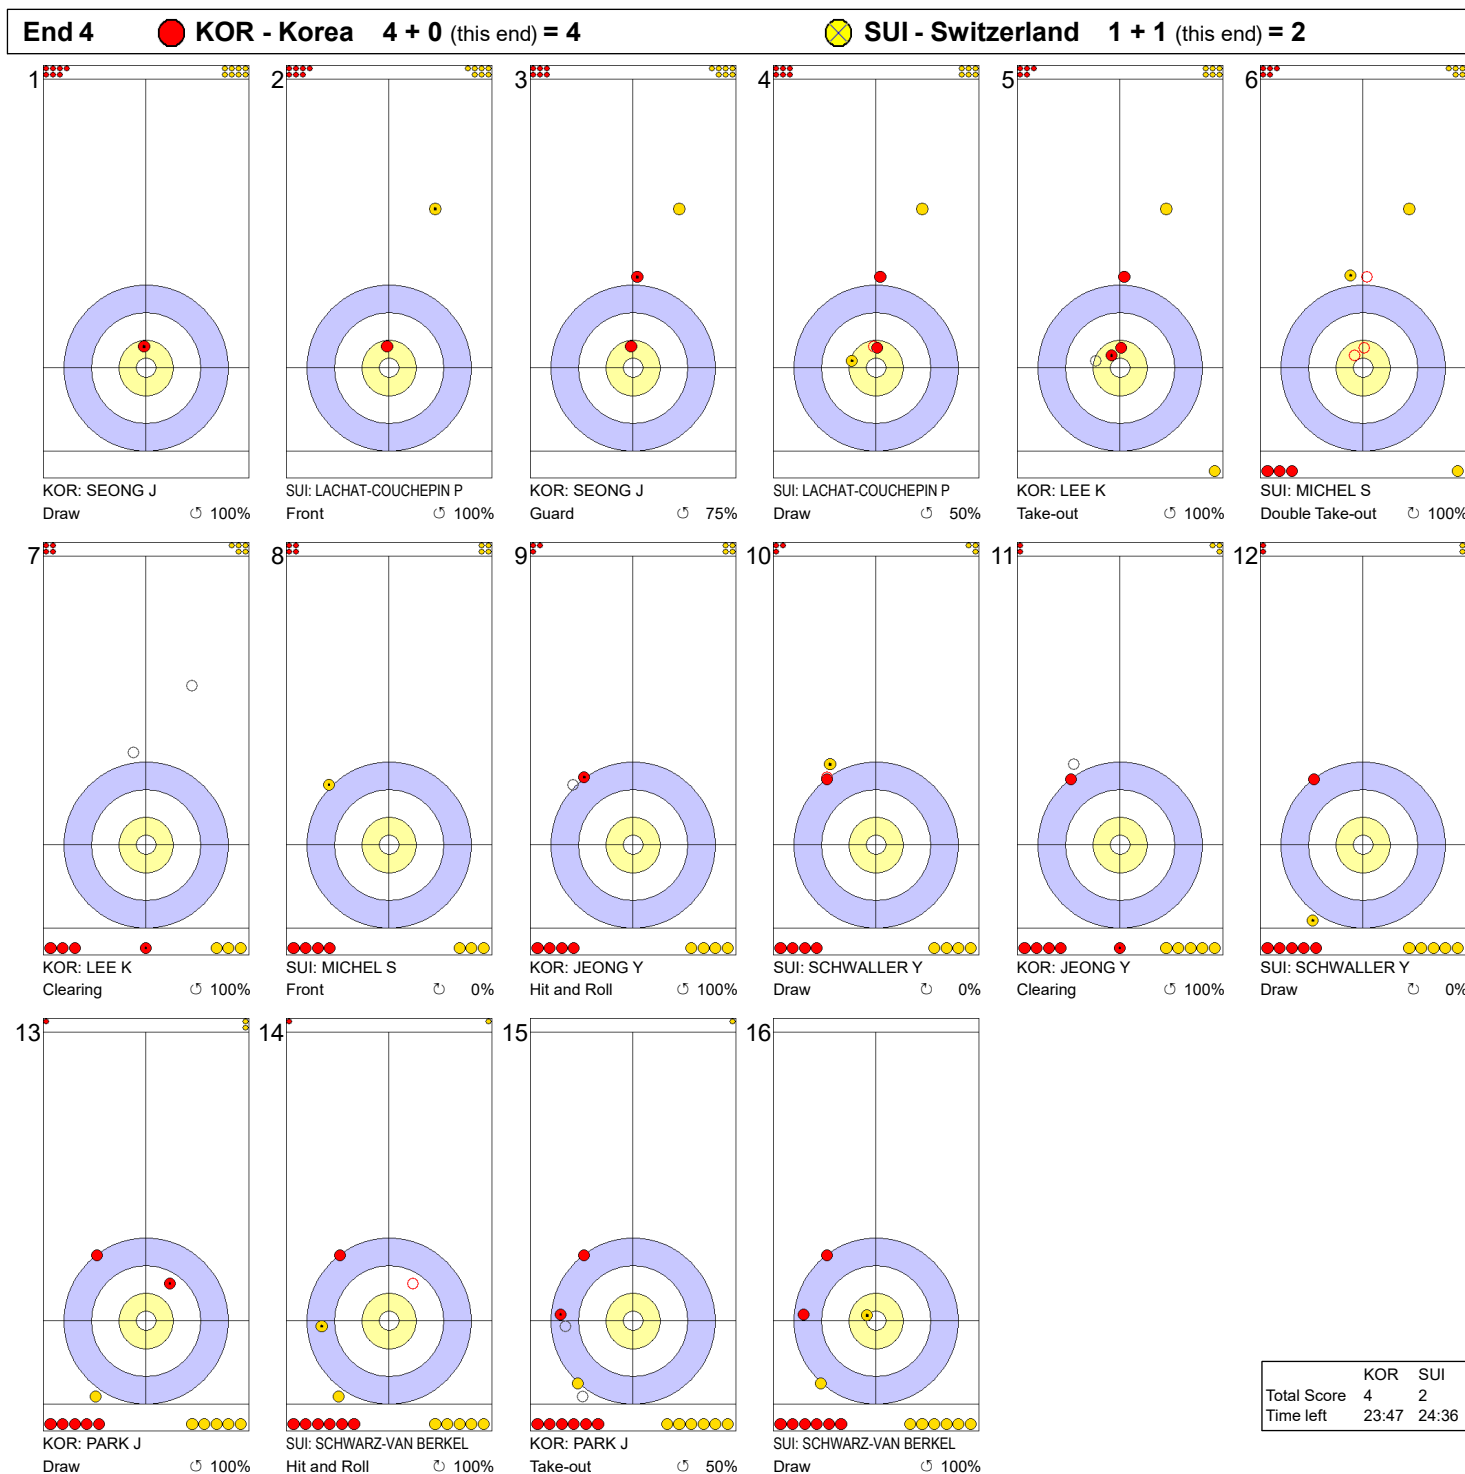 End 4 KOR - Korea 4 + 0 (this end) = 4 SUI - Switzerland 1 + 1 (this end) = 2
1 2 3 4 5 6
KOR: SEONG J SUI: LACHAT-COUCHEPIN P KOR: SEONG J SUI: LACHAT-COUCHEPIN P KOR: LEE K SUI: MICHEL S
Draw ↺ 100% Front ↺ 100% Guard ↺ 75% Draw ↺ 50% Take-out ↺ 100% Double Take-out ↻ 100%
7 8 9 10 11 12
KOR: LEE K SUI: MICHEL S KOR: JEONG Y SUI: SCHWALLER Y KOR: JEONG Y SUI: SCHWALLER Y
Clearing ↺ 100% Front ↻ 0% Hit and Roll ↺ 100% Draw ↻ 0% Clearing ↺ 100% Draw ↻ 0%
13 14 15 16
KOR: PARK J SUI: SCHWARZ-VAN BERKEL KOR: PARK J SUI: SCHWARZ-VAN BERKEL
Draw ↺ 100% Hit and Roll ↻ 100% Take-out ↺ 50% Draw ↺ 100%
KOR SUI
Total Score 4 2
Time left 23:47 24:36